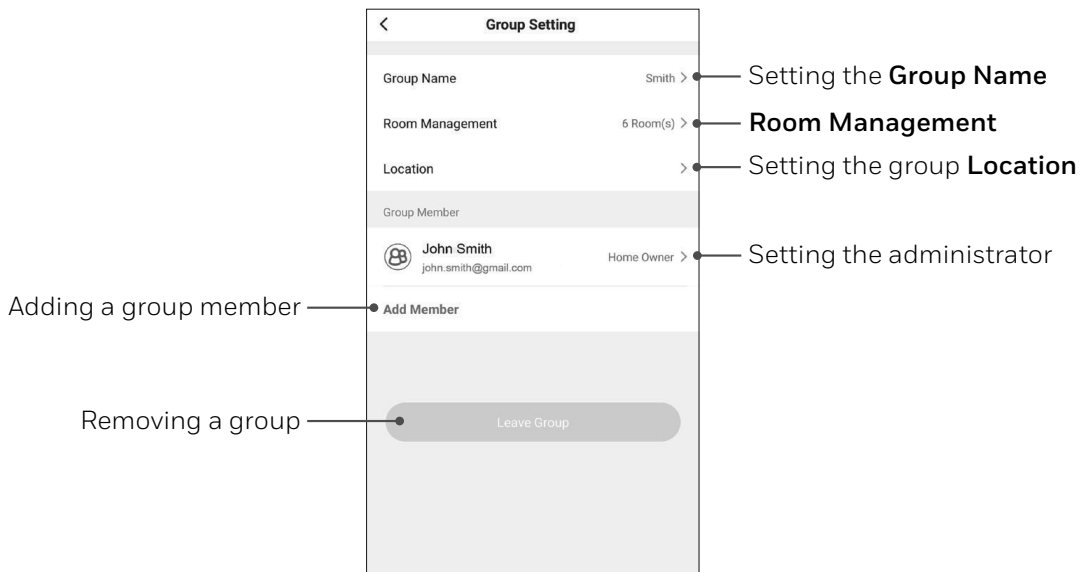 Group Setting
Group Name Smith
Setting the Group Name
Room Management 6 Room(s)
Room Management
Location
Setting the group Location
Group Member
John Smith
Home Owner
john.smith@gmail.com
Setting the administrator
Adding a group member
Add Member
Removing a group
Leave Group